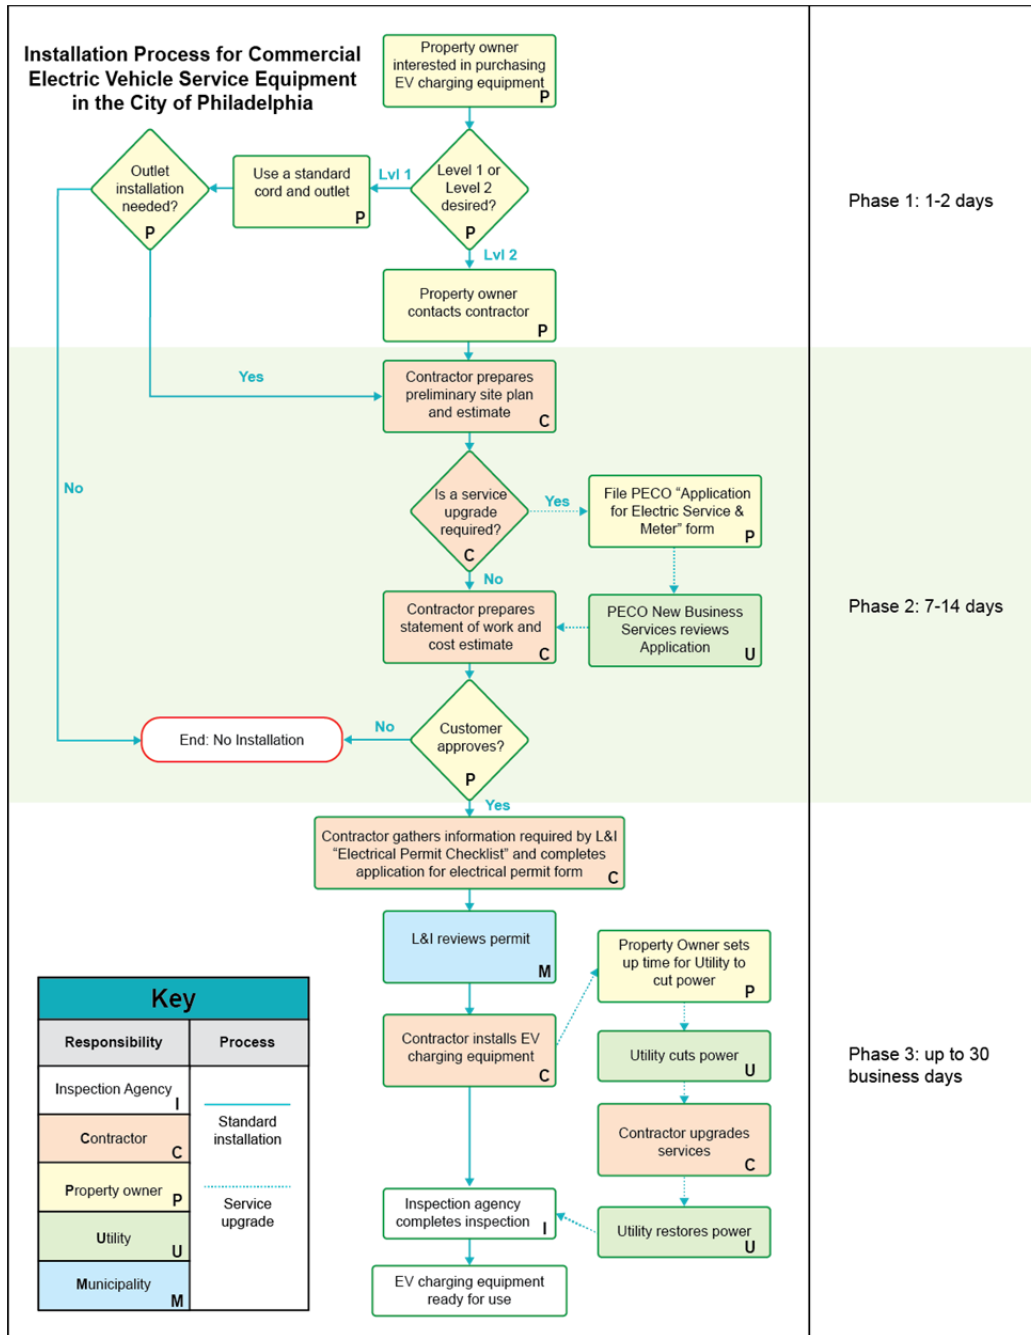 Installation Process for Commercial
Electric Vehicle Service Equipment
in the City of Philadelphia
Property owner
interested in purchasing
EV charging equipment
P
Outlet
installation
needed?
P
Use a standard
cord and outlet
P
Lvl 1
Level 1 or
Level 2
desired?
P
Phase 1: 1-2 days
Lvl 2
Property owner
contacts contractor
P
Yes
Contractor prepares
preliminary site plan
and estimate
C
No
Is a service
upgrade
required?
C
Yes
File PECO “Application
for Electric Service &
Meter” form
P
No
Contractor prepares
statement of work and
cost estimate
C
PECO New Business
Services reviews
Application
U
Phase 2: 7-14 days
End: No Installation
No
Customer
approves?
P
Yes
Contractor gathers information required by L&I
“Electrical Permit Checklist” and completes
application for electrical permit form
C
L&I reviews permit
M
Property Owner sets
up time for Utility to
cut power
P
Contractor installs EV
charging equipment
C
Utility cuts power
U
Phase 3: up to 30
business days
Contractor upgrades
services
C
Inspection agency
completes inspection
I
Utility restores power
U
EV charging equipment
ready for use
Key
Responsibility
Process
Inspection Agency
I
Contractor
C
Property owner
P
Utility
U
Municipality
M
Standard
installation
Service
upgrade